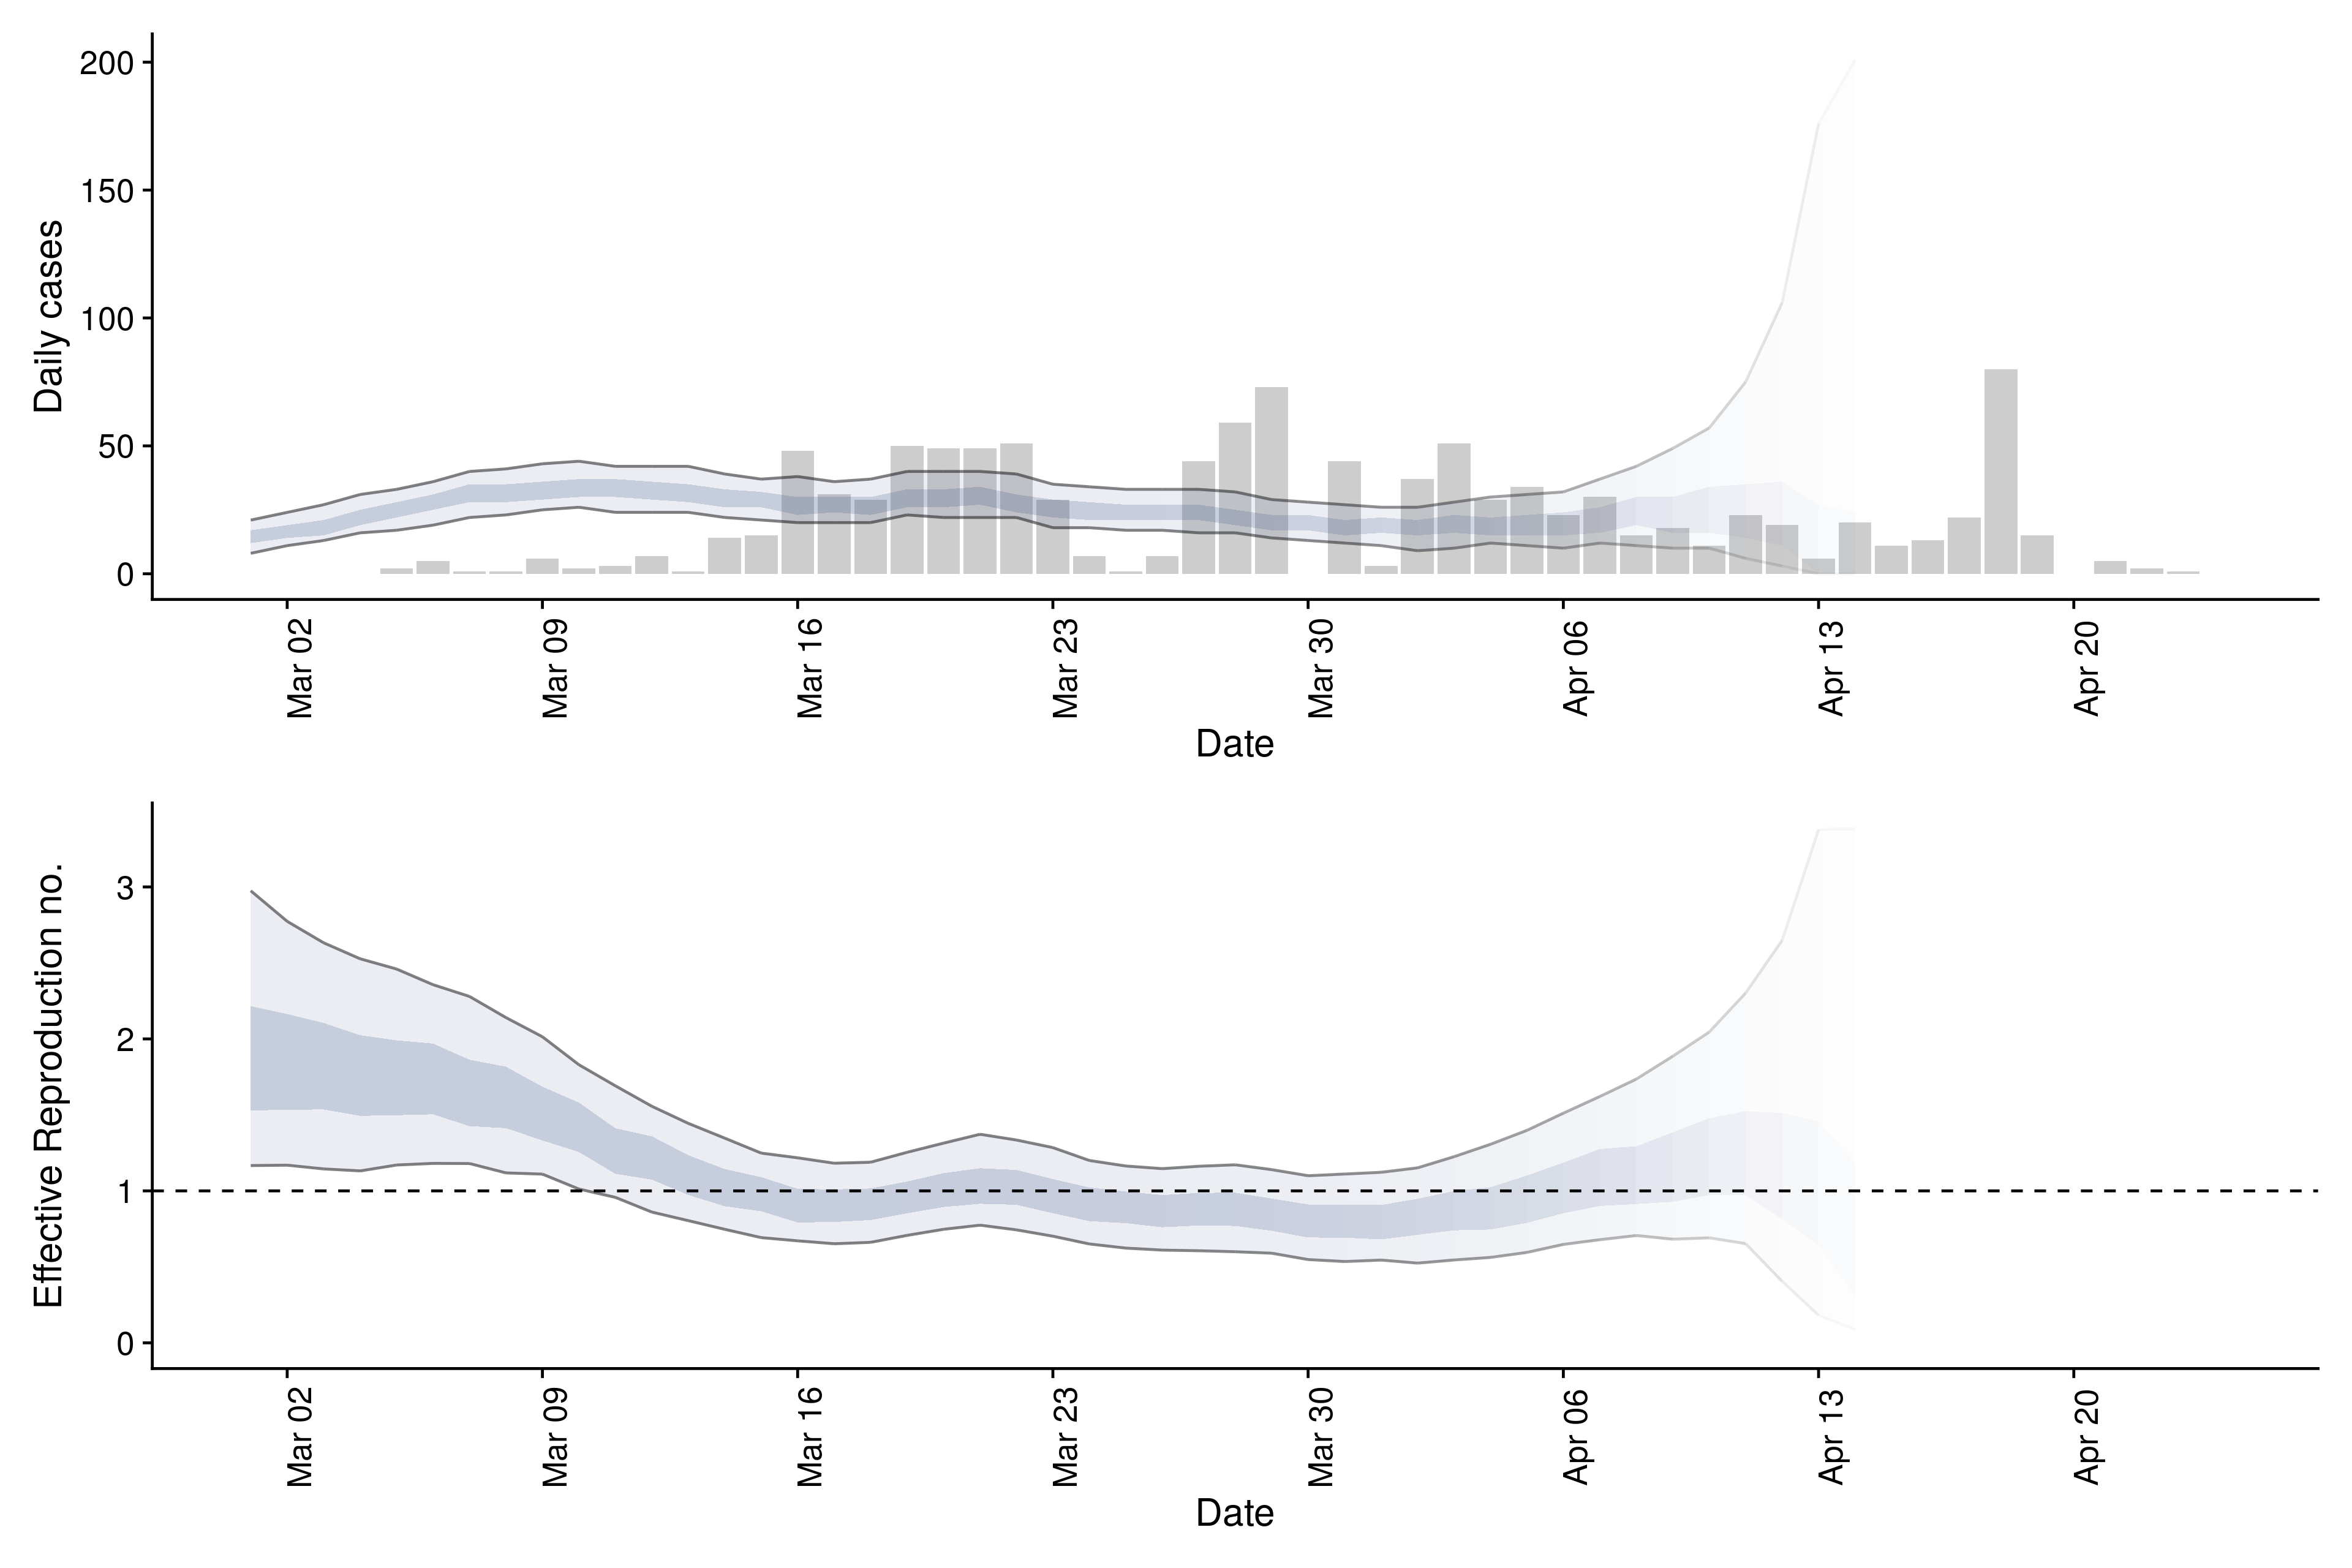 Daily cases
200
150
100
50
0
Mar 02
Mar 09
Mar 16
Mar 23
Mar 30
Apr 06
Apr 13
Apr 20
Date
Effective Reproduction no.
3
2
1
0
Mar 02
Mar 09
Mar 16
Mar 23
Mar 30
Apr 06
Apr 13
Apr 20
Date